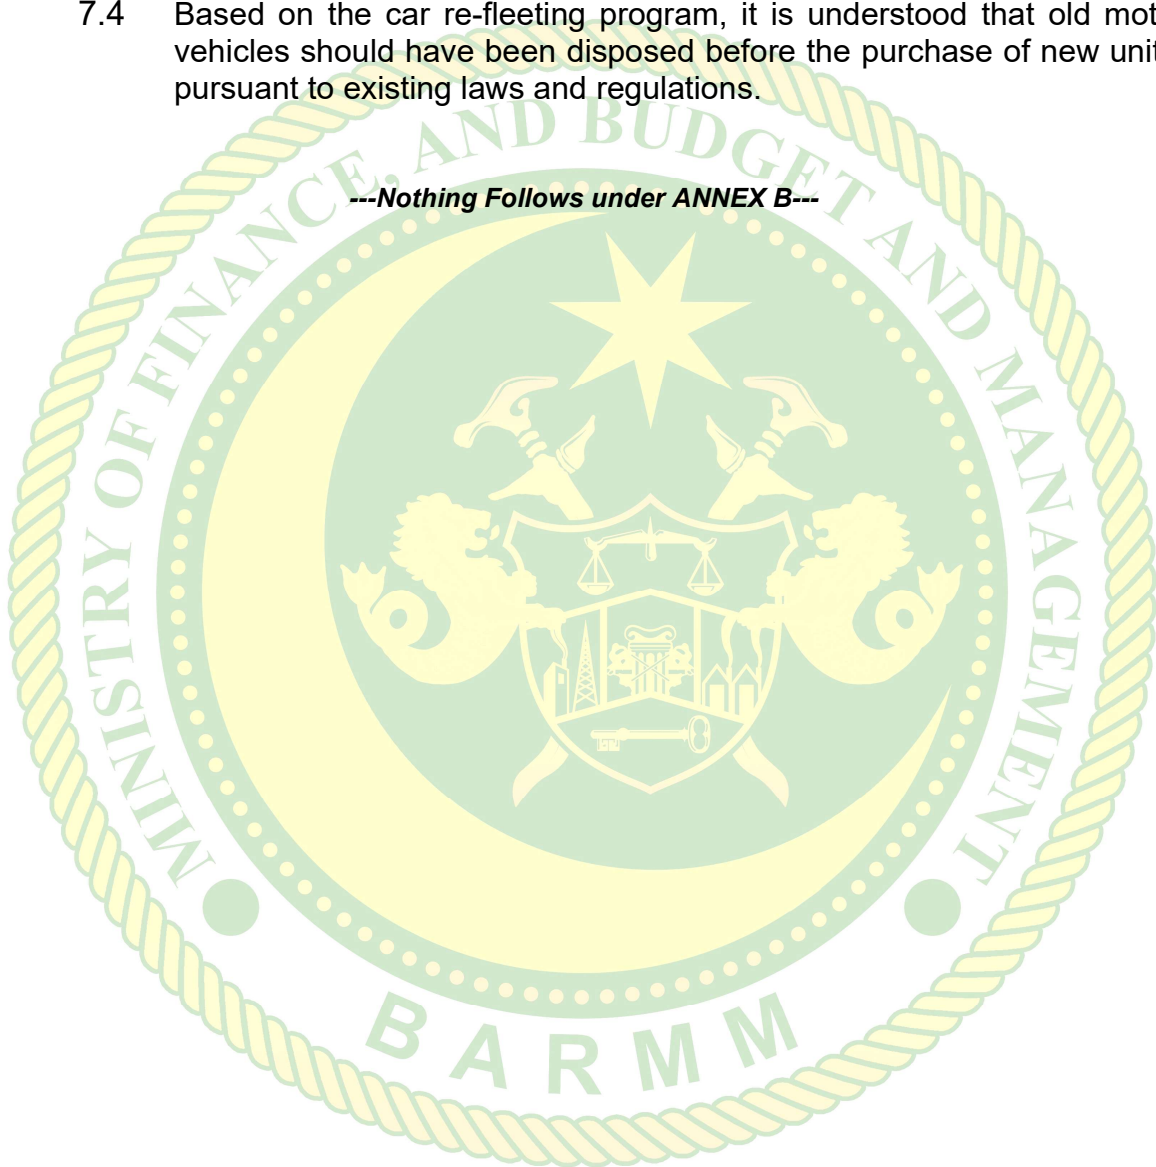 7.4 Based on the car re-fleeting program, it is understood that old mot
vehicles should have been disposed before the purchase of new unit
pursuant to existing laws and regulations.
---Nothing Follows under ANNEX B---
MINISTRY OF FINANCE, AND BUDGET AND MANAGEMENT
BARMM